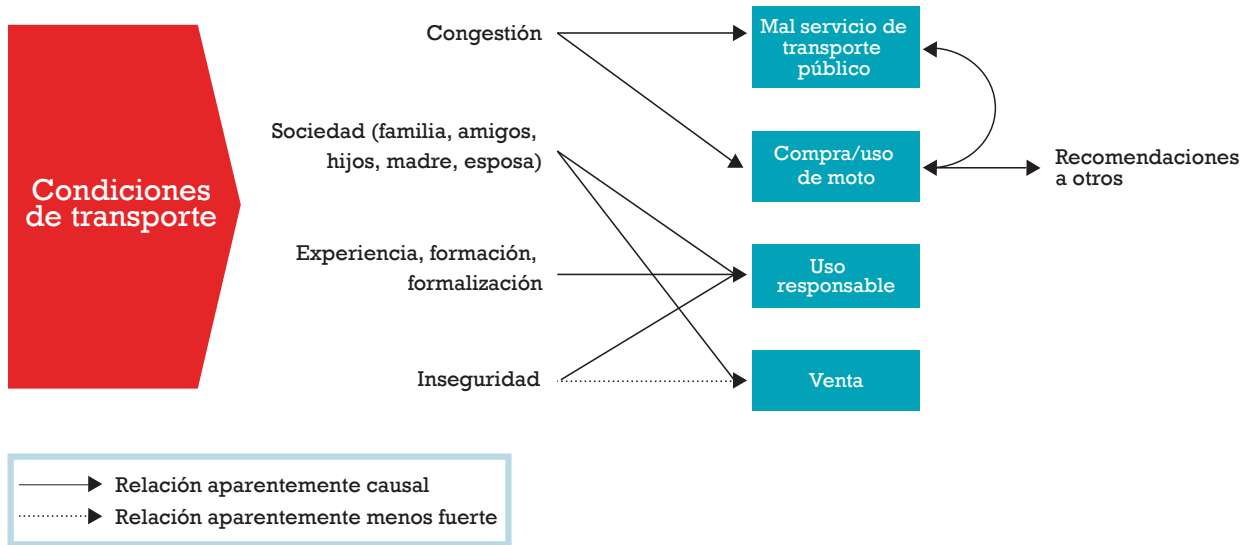 Condiciones
de transporte
Congestión
Sociedad (familia, amigos,
hijos, madre, esposa)
Experiencia, formación,
formalización
Inseguridad
Mal servicio de
transporte
público
Compra/uso
de moto
Uso
responsable
Venta
Recomendaciones
a otros
Relación aparentemente causal
Relación aparentemente menos fuerte